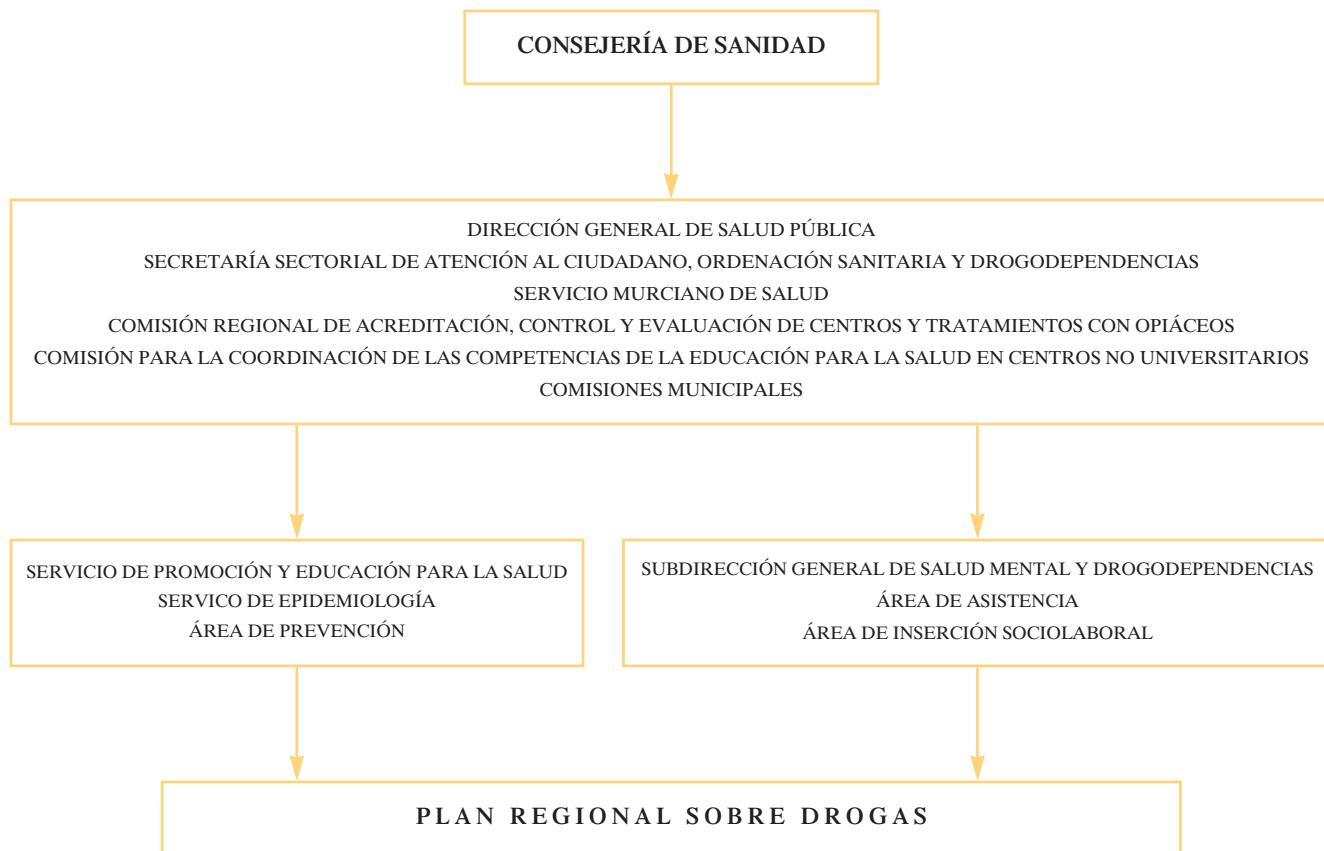 CONSEJERÍA DE SANIDAD
DIRECCIÓN GENERAL DE SALUD PÚBLICA
SECRETARÍA SECTORIAL DE ATENCIÓN AL CIUDADANO, ORDENACIÓN SANITARIA Y DROGODEPENDENCIAS
SERVICIO MURCIANO DE SALUD
COMISIÓN REGIONAL DE ACREDITACIÓN, CONTROL Y EVALUACIÓN DE CENTROS Y TRATAMIENTOS CON OPIÁCEOS
COMISIÓN PARA LA COORDINACIÓN DE LAS COMPETENCIAS DE LA EDUCACIÓN PARA LA SALUD EN CENTROS NO UNIVERSITARIOS
COMISIONES MUNICIPALES
SERVICIO DE PROMOCIÓN Y EDUCACIÓN PARA LA SALUD
SERVICO DE EPIDEMIOLOGÍA
ÁREA DE PREVENCIÓN
SUBDIRECCIÓN GENERAL DE SALUD MENTAL Y DROGODEPENDENCIAS
ÁREA DE ASISTENCIA
ÁREA DE INSERCIÓN SOCIOLABORAL
PLAN REGIONAL SOBRE DROGAS